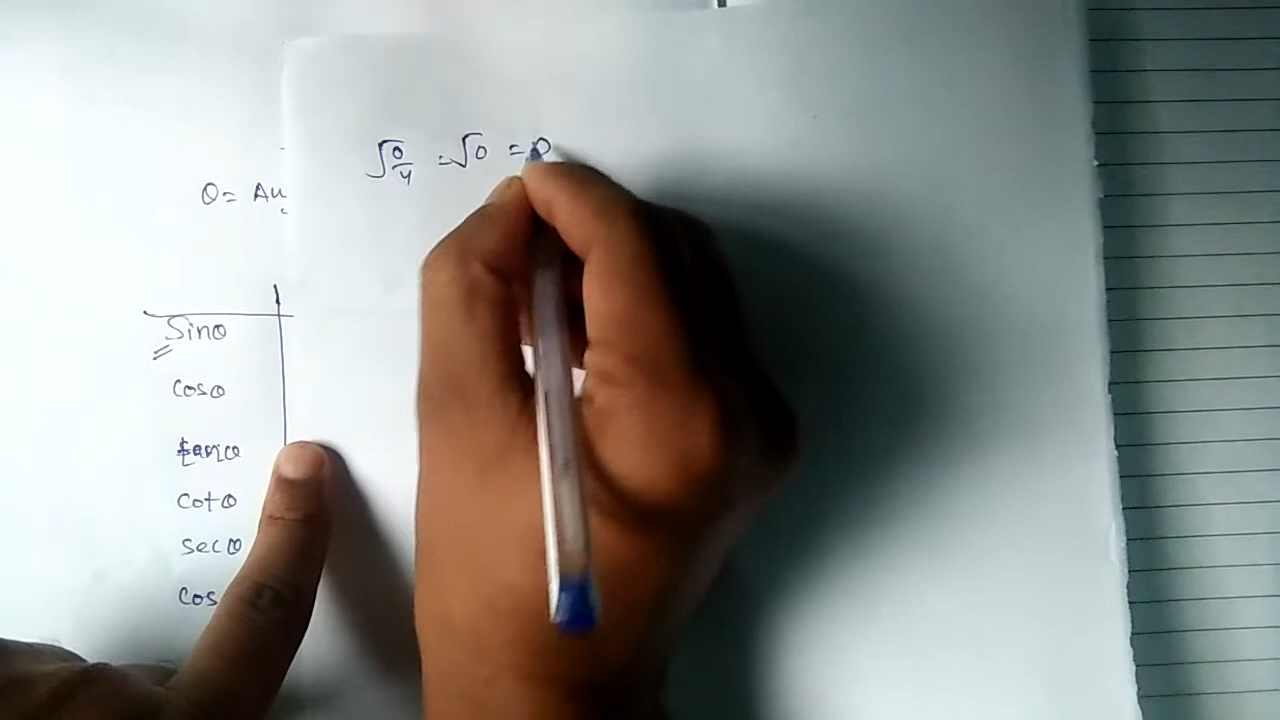 √0/4 = √0 = 0
θ = An
Sinθ
cosθ
tanθ
cotθ
secθ
cos